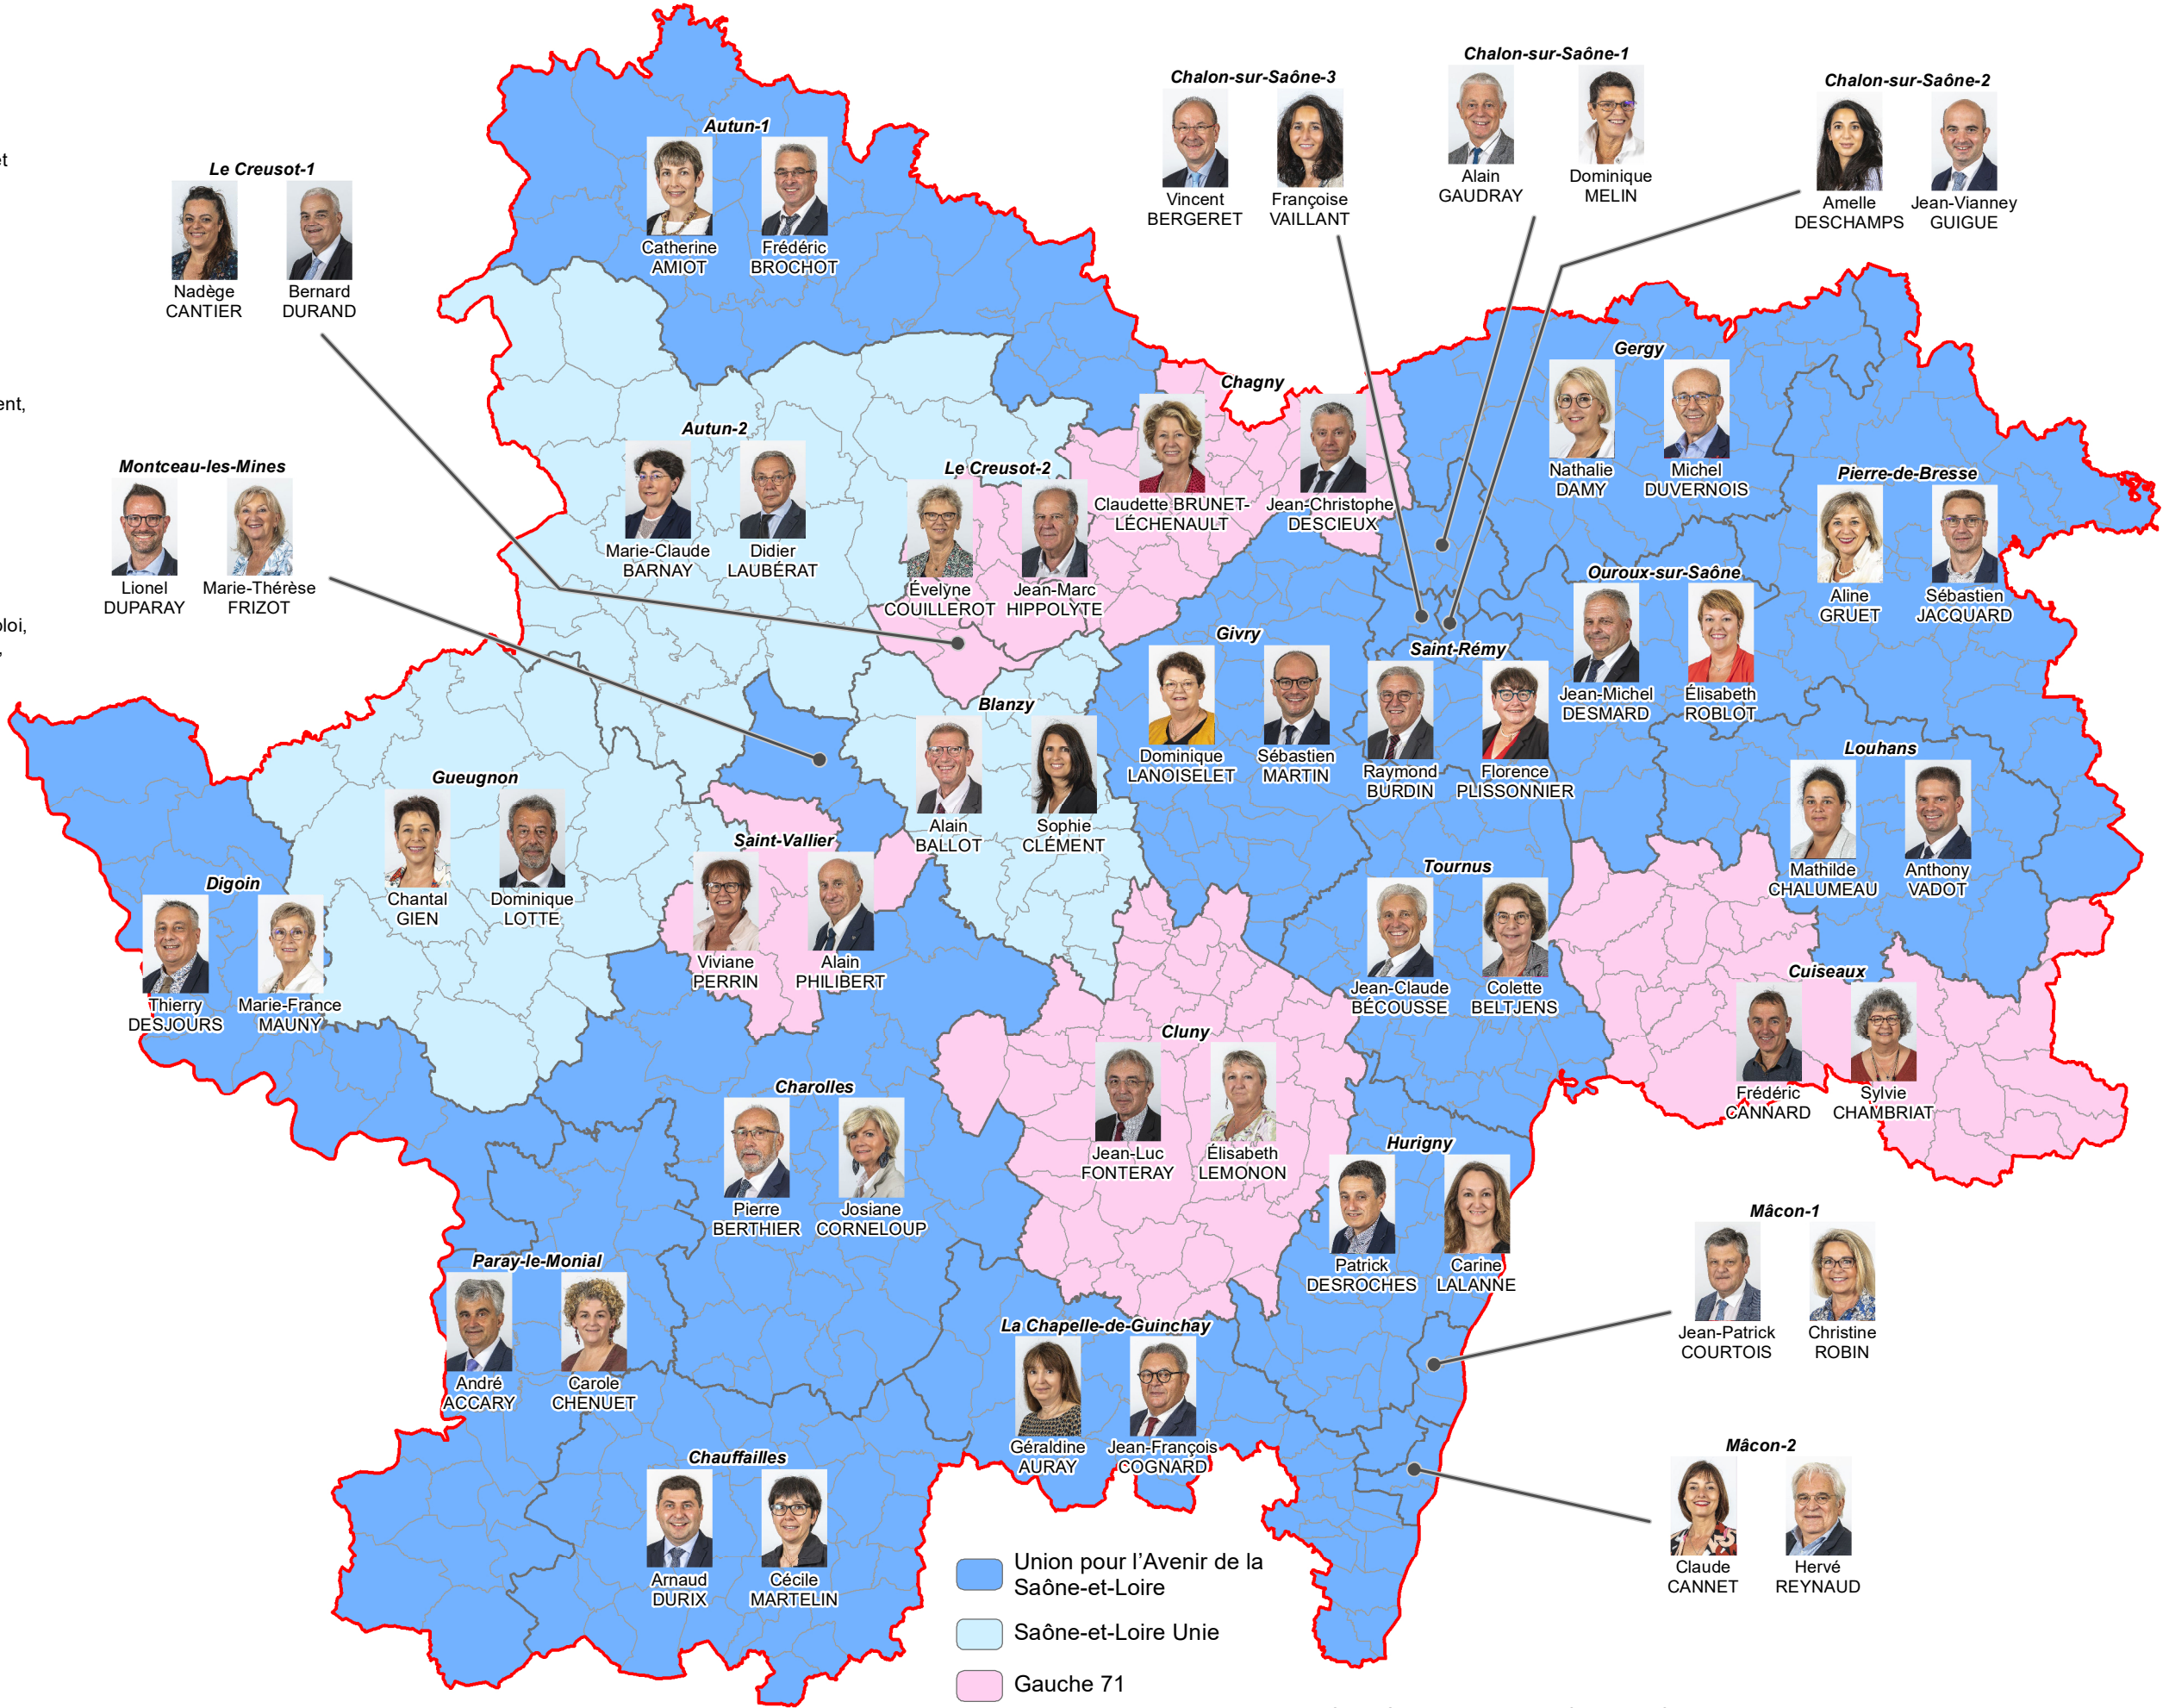 et
ent,
loi,
Le Creusot-1
Nadège
CANTIER
Bernard
DURAND
Autun-1
Catherine
AMIOT
Frédéric
BROCHOT
Chalon-sur-Saône-3
Vincent
BERGERET
Françoise
VAILLANT
Chalon-sur-Saône-1
Alain
GAUDRAY
Dominique
MELIN
Chalon-sur-Saône-2
Amelle
DESCHAMPS
Jean-Vianney
GUIGUE
Montceau-les-Mines
Lionel
DUPARAY
Marie-Thérèse
FRIZOT
Autun-2
Marie-Claude
BARNAY
Didier
LAUBÉRAT
Le Creusot-2
Évelyne
COUILLEROT
Jean-Marc
HIPPOLYTE
Chagny
Claudette BRUNET-
LÉCHENAULT
Jean-Christophe
DESCIEUX
Gergy
Nathalie
DAMY
Michel
DUVERNOIS
Pierre-de-Bresse
Aline
GRUET
Sébastien
JACQUARD
Ouroux-sur-Saône
Jean-Michel
DESMARD
Élisabeth
ROBLOT
Givry
Dominique
LANOISELET
Sébastien
MARTIN
Saint-Rémy
Raymond
BURDIN
Florence
PLISSONNIER
Blanzy
Alain
BALLOT
Sophie
CLÉMENT
Louhans
Mathilde
CHALUMEAU
Anthony
VADOT
Gueugnon
Chantal
GIEN
Dominique
LOTTE
Saint-Vallier
Viviane
PERRIN
Alain
PHILIBERT
Digoin
Thierry
DESJOURS
Marie-France
MAUNY
Tournus
Jean-Claude
BÉCOUSSE
Colette
BELTJENS
Cuiseaux
Frédéric
CANNARD
Sylvie
CHAMBRIAT
Cluny
Jean-Luc
FONTERAY
Élisabeth
LEMONON
Charolles
Pierre
BERTHIER
Josiane
CORNELOUP
Hurigny
Patrick
DESROCHES
Carine
LALANNE
Mâcon-1
Jean-Patrick
COURTOIS
Christine
ROBIN
Paray-le-Monial
André
ACCARY
Carole
CHENUET
La Chapelle-de-Guinchay
Géraldine
AURAY
Jean-François
COGNARD
Mâcon-2
Claude
CANNET
Hervé
REYNAUD
Chauffailles
Arnaud
DURIX
Cécile
MARTELIN
Union pour l’Avenir de la
Saône-et-Loire
Saône-et-Loire Unie
Gauche 71